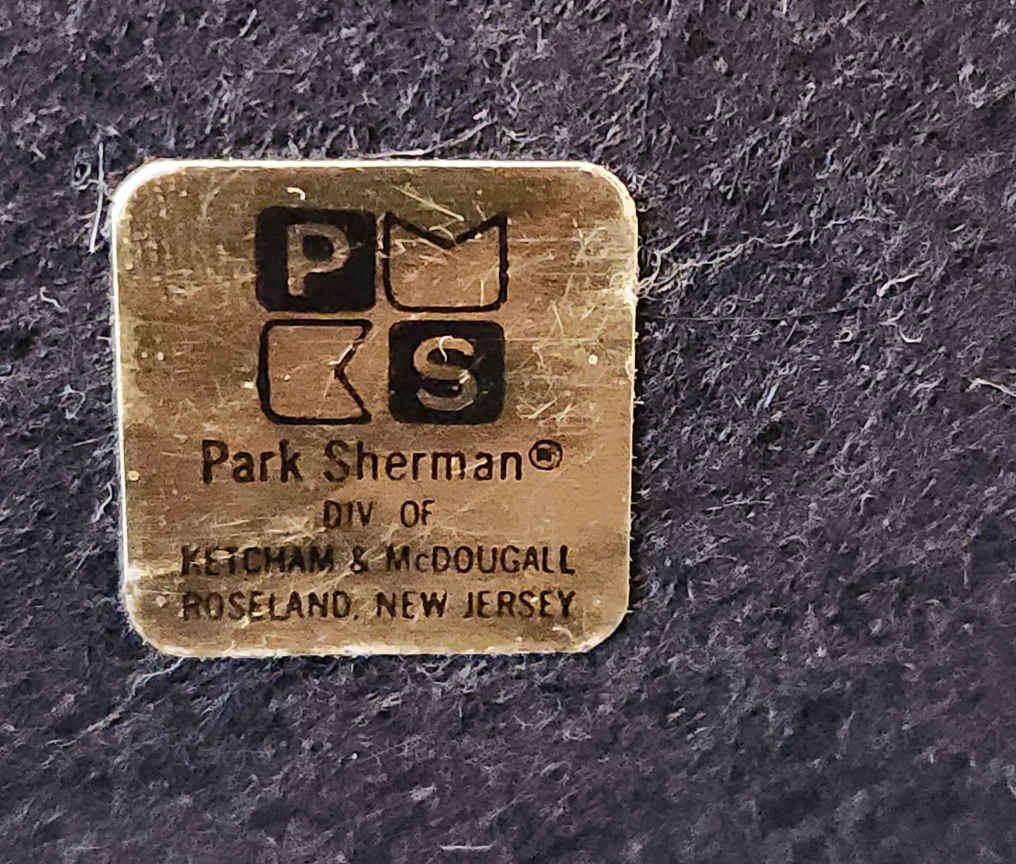 P
S
Park Sherman®
DIV OF
KETCHAM & McDOUGALL
ROSELAND, NEW JERSEY